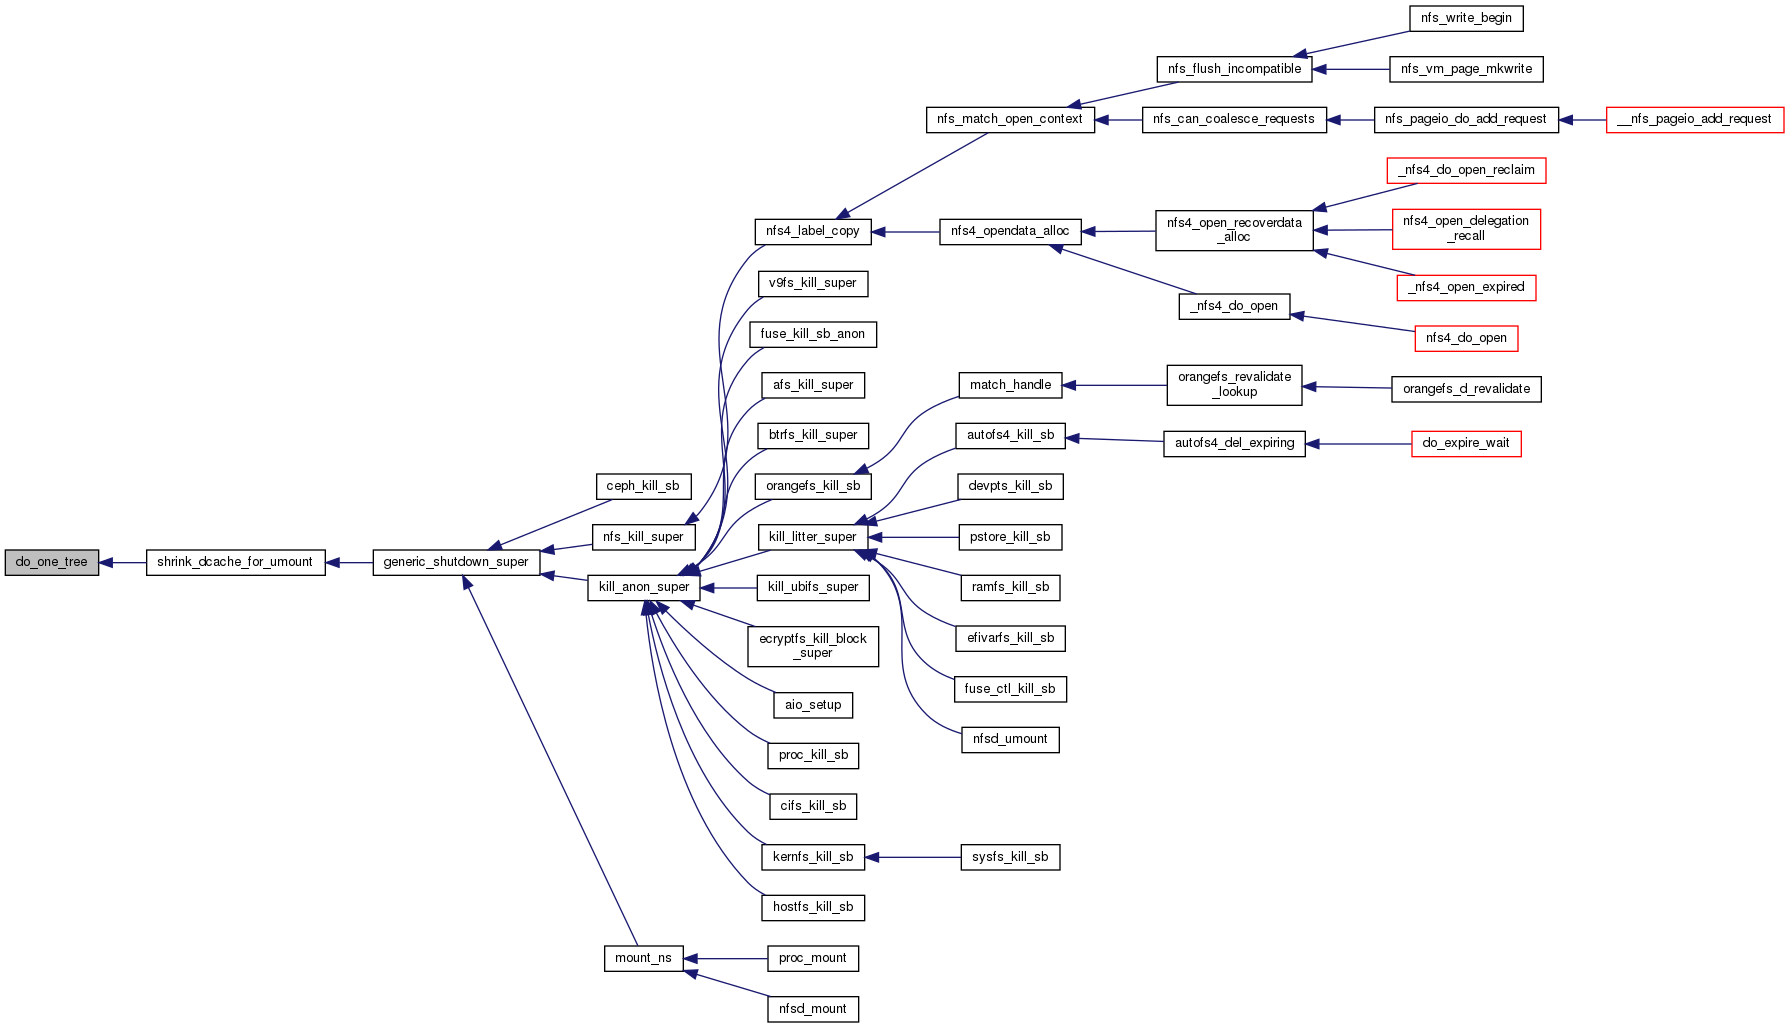 nfs_write_begin
nfs_flush_incompatible
nfs_vm_page_mkwrite
nfs_match_open_context
nfs_can_coalesce_requests
nfs_pageio_do_add_request
__nfs_pageio_add_request
_nfs4_do_open_reclaim
nfs4_label_copy
nfs4_opendata_alloc
nfs4_open_recoverdata
_alloc
nfs4_open_delegation
_recall
v9fs_kill_super
_nfs4_open_expired
_nfs4_do_open
fuse_kill_sb_anon
nfs4_do_open
afs_kill_super
match_handle
orangefs_revalidate
_lookup
orangefs_d_revalidate
btrfs_kill_super
autofs4_kill_sb
autofs4_del_expiring
do_expire_wait
ceph_kill_sb
orangefs_kill_sb
devpts_kill_sb
nfs_kill_super
kill_litter_super
pstore_kill_sb
do_one_tree
shrink_dcache_for_umount
generic_shutdown_super
kill_anon_super
kill_ubifs_super
ramfs_kill_sb
ecryptfs_kill_block
_super
efivarfs_kill_sb
aio_setup
fuse_ctl_kill_sb
proc_kill_sb
nfsd_umount
cifs_kill_sb
kernfs_kill_sb
sysfs_kill_sb
hostfs_kill_sb
mount_ns
proc_mount
nfsd_mount